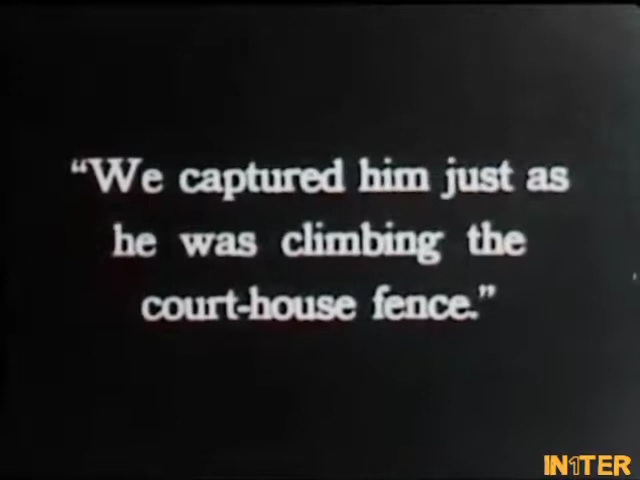 “We captured him just as
he was climbing the
court-house fence.”
IN1TER